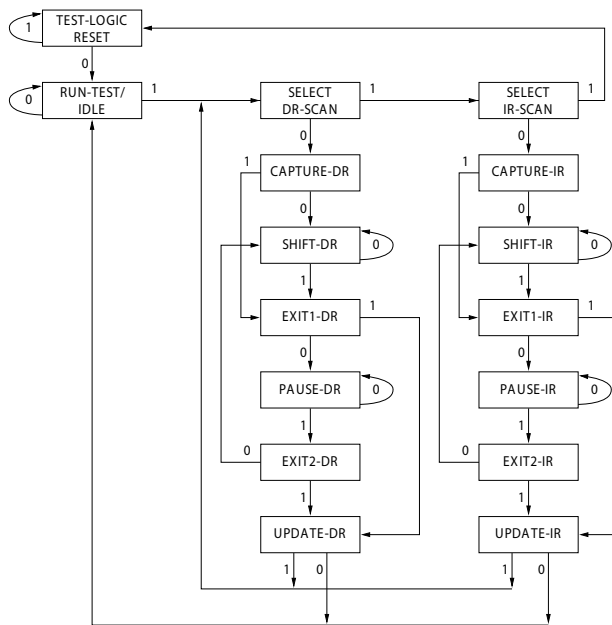 TEST-LOGIC
RESET
1
0
RUN-TEST/
IDLE
0
1
SELECT
DR-SCAN
1
SELECT
IR-SCAN
1
0
0
CAPTURE-DR
1
CAPTURE-IR
1
0
0
SHIFT-DR
0
SHIFT-IR
0
1
1
EXIT1-DR
1
EXIT1-IR
1
0
0
PAUSE-DR
0
PAUSE-IR
0
1
1
EXIT2-DR
0
EXIT2-IR
0
1
1
UPDATE-DR
UPDATE-IR
1
0
1
0